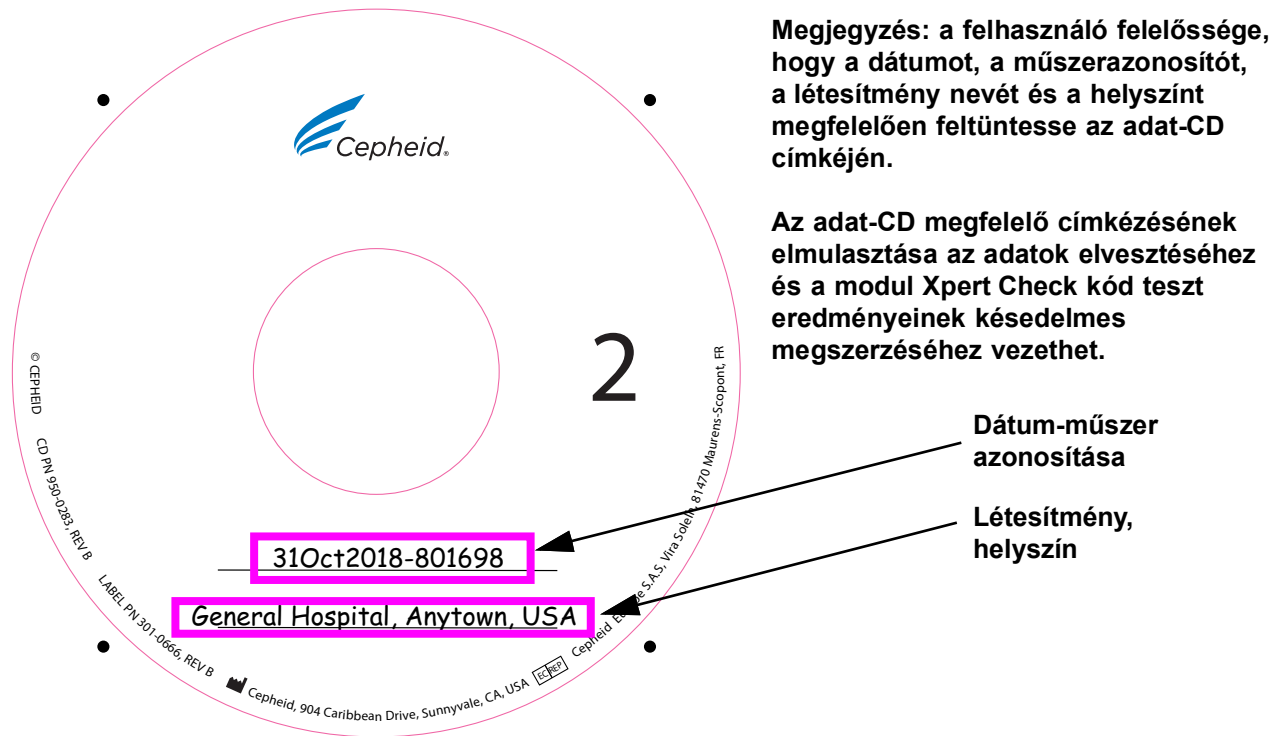 Megjegyzés: a felhasználó felelőssége,
hogy a dátumot, a műszerazonosítót,
a létesítmény nevét és a helyszínt
megfelelően feltüntesse az adat-CD
címkéjén.
Az adat-CD megfelelő címkézésének
elmulasztása az adatok elvesztéséhez
és a modul Xpert Check kód teszt
eredményeinek késedelmes
megszerzéséhez vezethet.
Cepheid®
2
Dátum-műszer
azonosítása
Létesítmény,
helyszín
31Oct2018-801698
General Hospital, Anytown, USA
© CEPHEID CD PN 950-0283, REV B LABEL PN 301-0666, REV B Cepheid, 904 Caribbean Drive, Sunnyvale, CA, USA EC REP Cepheid Europe S.A.S, Vira Solelh, 81470 Maurens-Scopont, FR